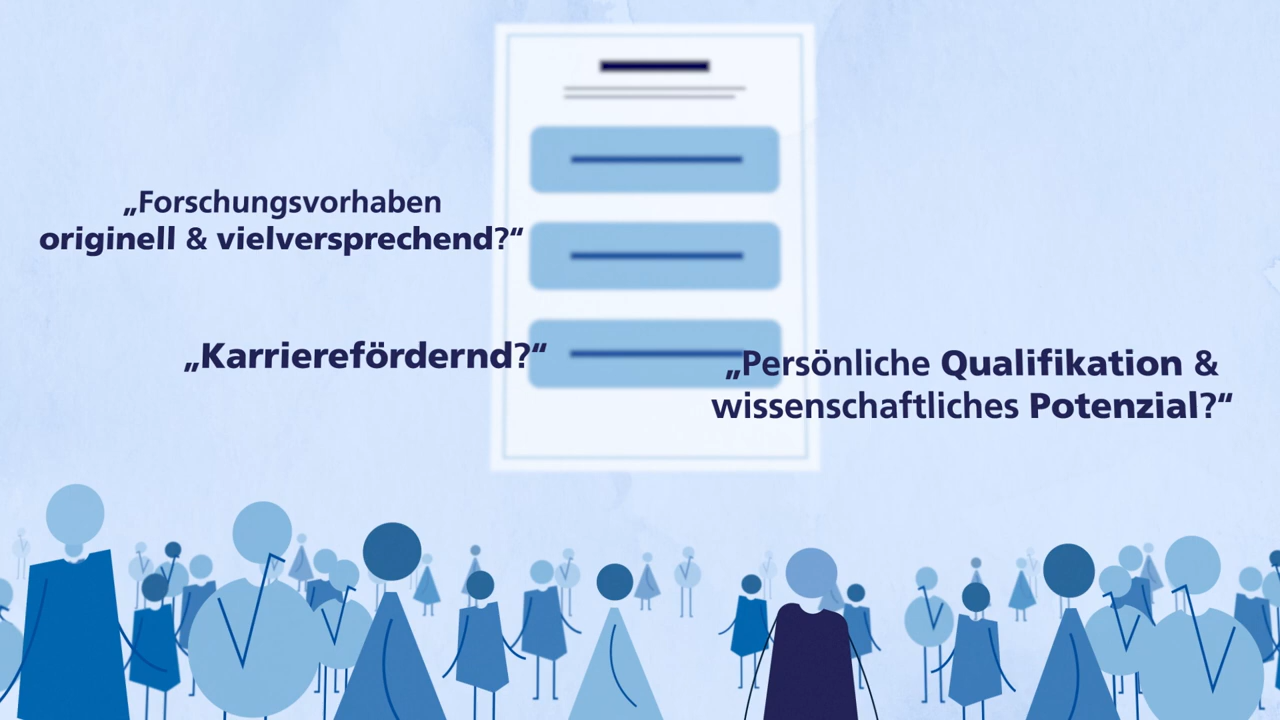 „Forschungsvorhaben
originell & vielversprechend?“
„Karrierefördernd?“
„Persönliche Qualifikation &
wissenschaftliches Potenzial?“